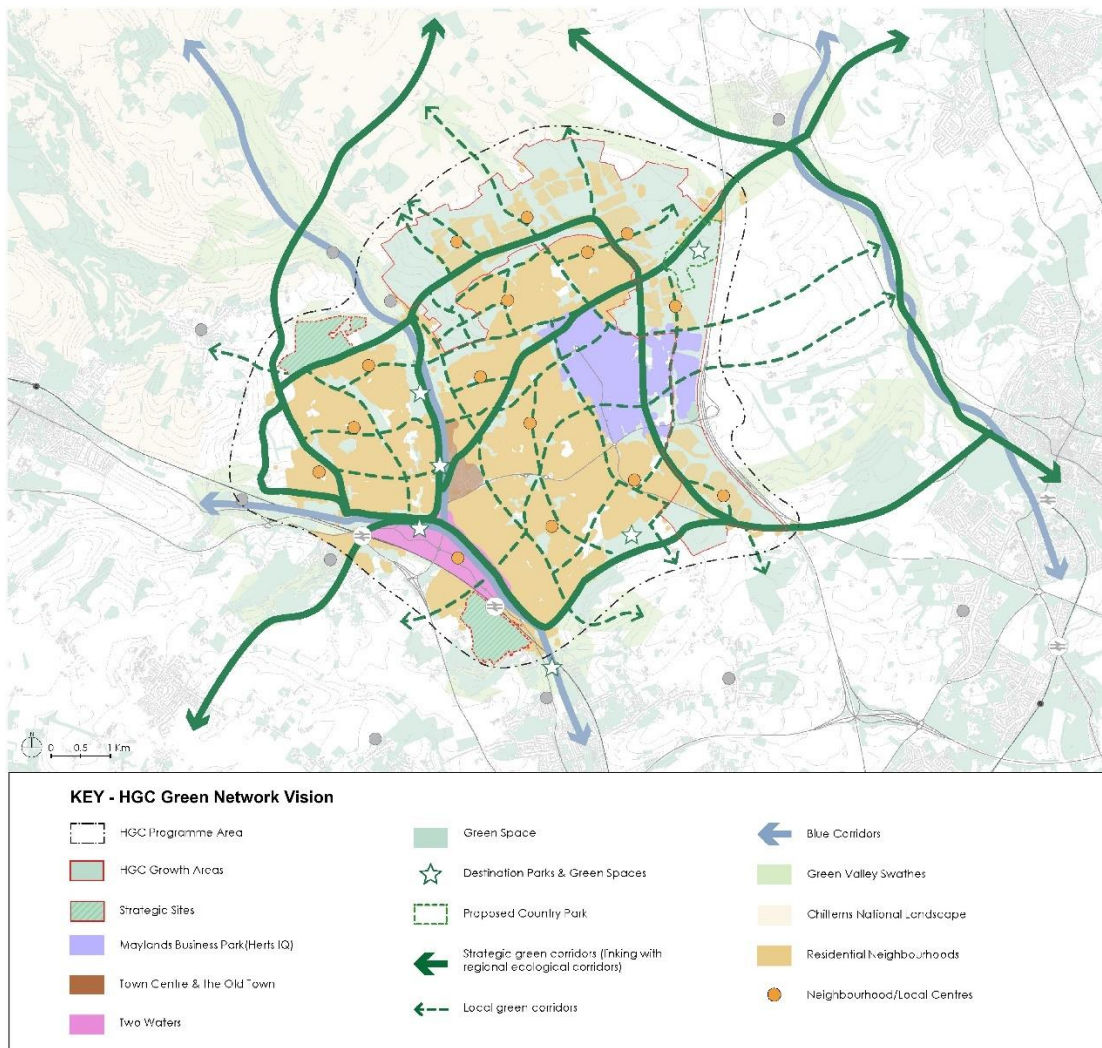 N
0 0.5 1 Km
KEY - HGC Green Network Vision
HGC Programme Area
HGC Growth Areas
Strategic Sites
Maylands Business Park(Herts IQ)
Town Centre & The Old Town
Two Waters
Green Space
Destination Parks & Green Spaces
Proposed Country Park
Strategic green corridors (linking with
regional ecological corridors)
Local green corridors
Blue Corridors
Green Valley Swathes
Chilterns National Landscape
Residential Neighbourhoods
Neighbourhood/Local Centres